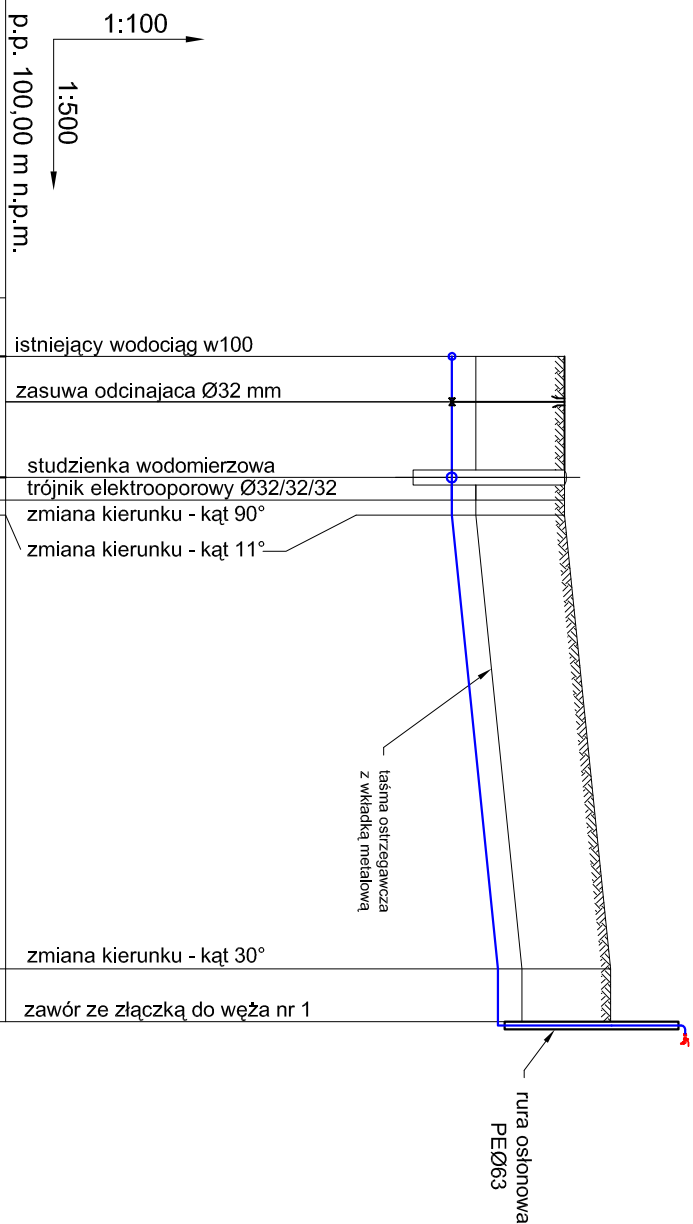 1:100
1:500
p.p. 100,00 m n.p.m.
istniejący wodociąg w100
zasuwa odcinajaca Ø32 mm
studzienka wodomierzowa
trójnik elektrooporowy Ø32/32/32
zmiana kierunku - kąt 90°
zmiana kierunku - kąt 11°
taśma ostrzegawcza
z wkładką metalową
zmiana kierunku - kąt 30°
zawór ze złączką do węża nr 1
rura osłonowa
PEØ63